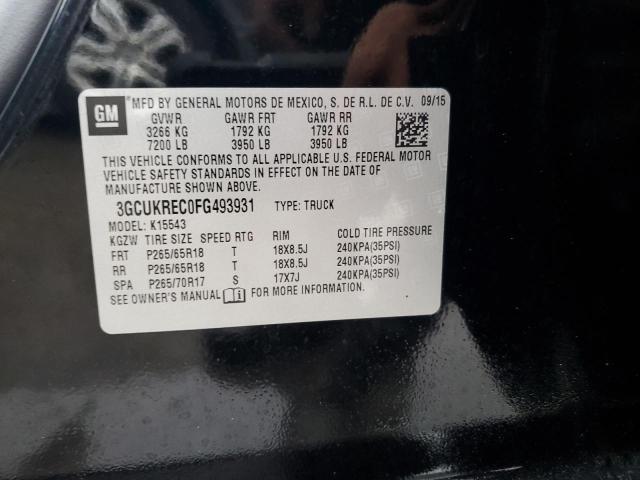 GM
MFD BY GENERAL MOTORS DE MEXICO, S. DE R.L. DE C.V. 09/15
GVWR GAWR FRT GAWR RR
3266 KG 1792 KG 1792 KG
7200 LB 3950 LB 3950 LB
THIS VEHICLE CONFORMS TO ALL APPLICABLE U.S. FEDERAL MOTOR
VEHICLE SAFETY STANDARDS IN EFFECT ON THE DATE OF
MANUFACTURE SHOWN ABOVE.
3GCUKREC0FG493931 TYPE: TRUCK
MODEL: K15543
KGZW TIRE SIZE SPEED RTG RIM COLD TIRE PRESSURE
FRT P265/65R18 T 18X8.5J 240KPA(35PSI)
RR P265/65R18 T 18X8.5J 240KPA(35PSI)
SPA P265/70R17 S 17X7J 240KPA(35PSI)
SEE OWNER'S MANUAL FOR MORE INFORMATION.